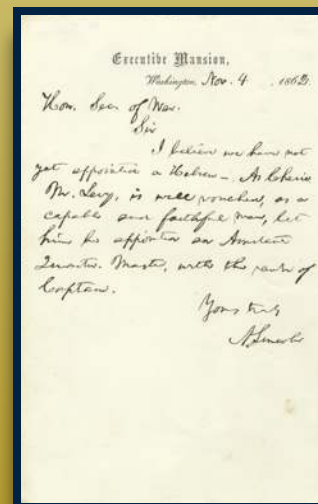 Executive Mansion,
Washington, Nov. 4, 1862.
Hon. Sec. of War.
Sir
I believe we have not
yet appointed a Hebrew— As Cherie
M. Levy, is well vouched, as a
capable and faithful man, let
him be appointed an Assistant
Quarter-Master, with the rank of
Captain.
Yours truly
A. Lincoln